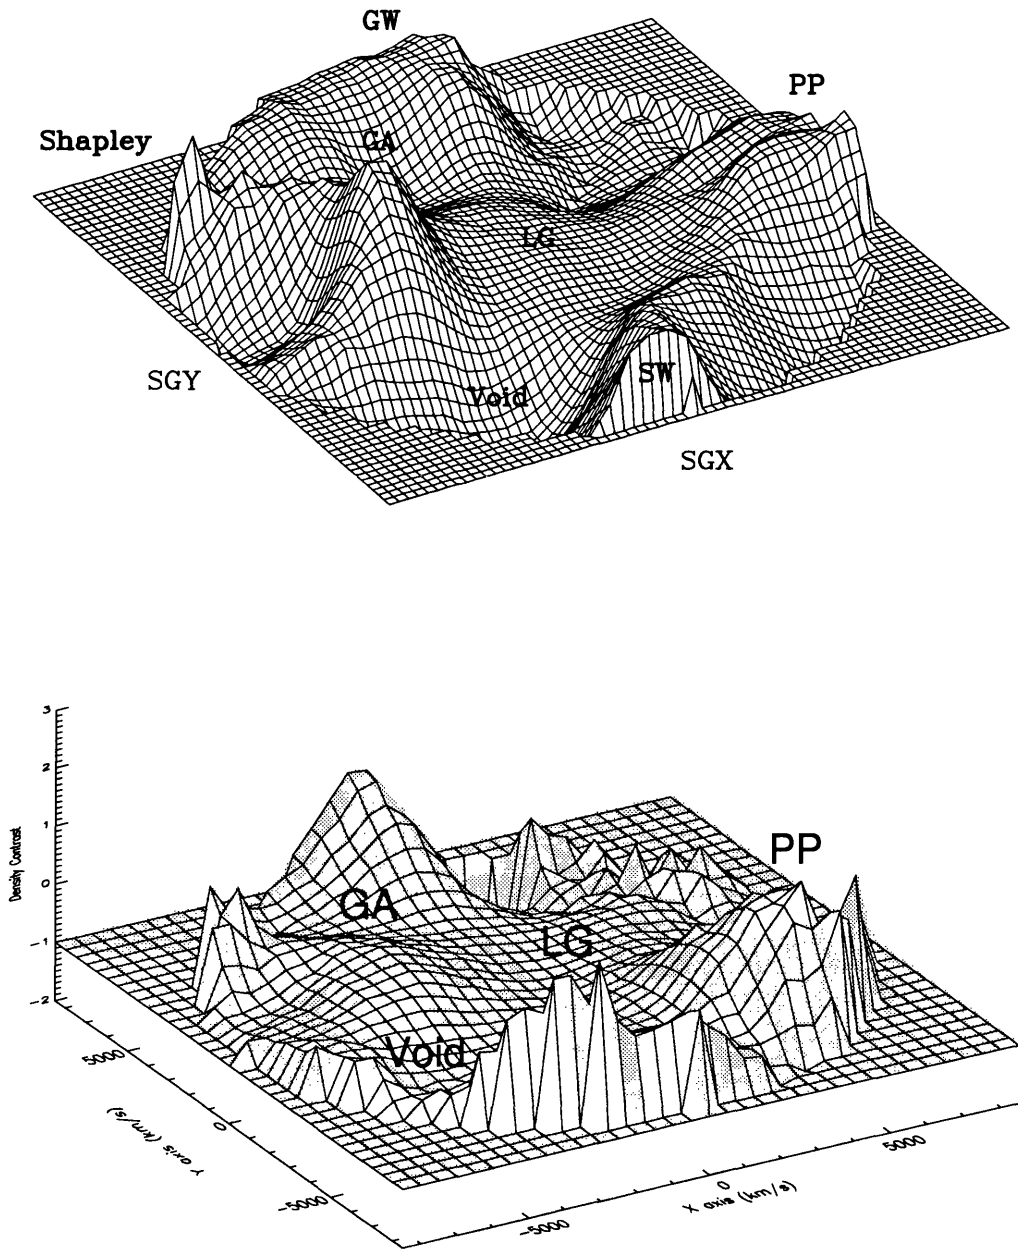 GW
PP
Shapley
GA
LG
SGY
SW
Void
SGX
3
2
1
0
-1
-2
Density Contrast
PP
GA
LG
Void
5000
0
-5000
Y axis (km/s)
-5000
0
5000
X axis (km/s)